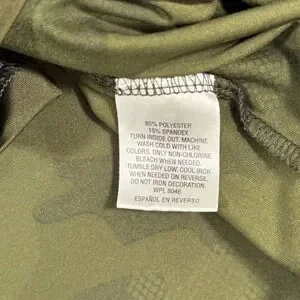 85% POLYESTER
15% SPANDEX
TURN INSIDE OUT. MACHINE
WASH COLD WITH LIKE
COLORS. ONLY NON-CHLORINE
BLEACH WHEN NEEDED.
TUMBLE DRY LOW. COOL IRON
WHEN NEEDED ON REVERSE.
DO NOT IRON DECORATION.
WPL 8046
ESPAÑOL EN REVERSO